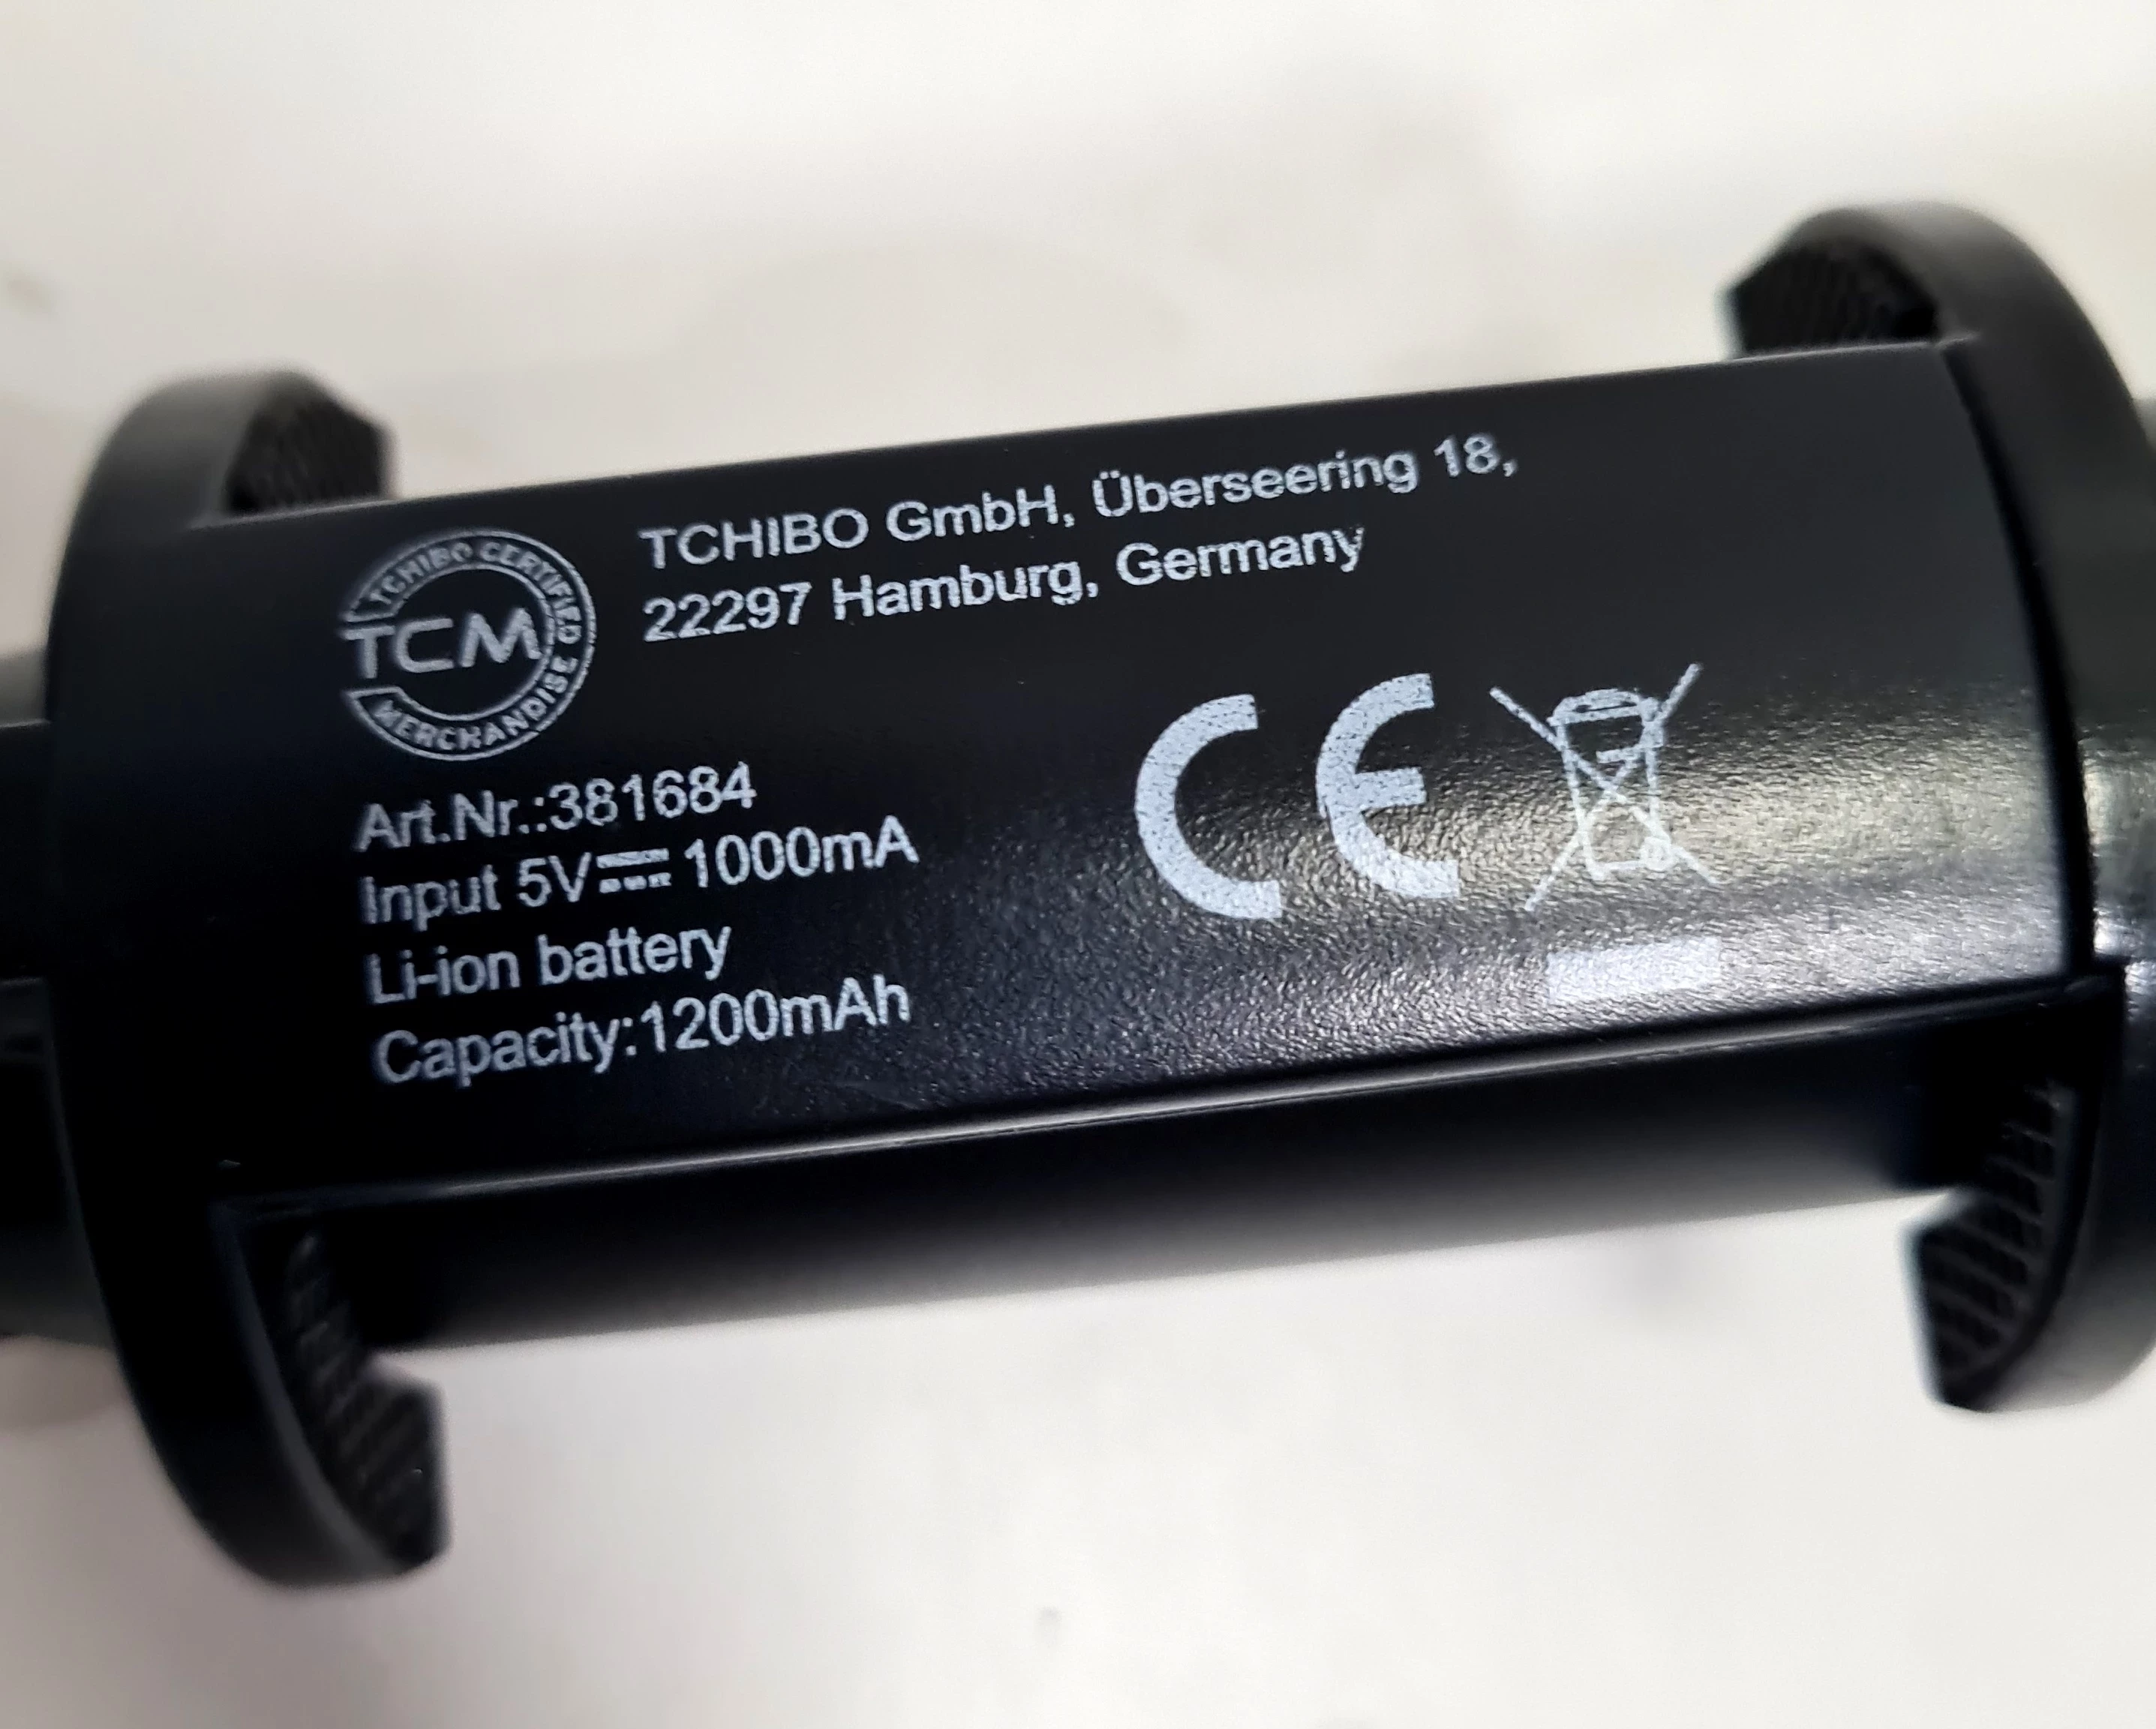 TCHIBO CERTIFIED
TCM
MERCHANDISE
TCHIBO GmbH, Überseering 18,
22297 Hamburg, Germany
CE
Art.Nr.:381684
Input 5V⎓1000mA
Li-ion battery
Capacity:1200mAh